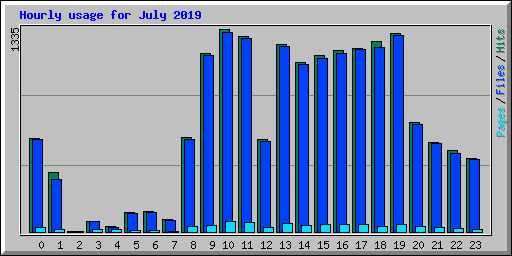 Hourly usage for July 2019
1335
Pages/Files/Hits
0 1 2 3 4 5 6 7 8 9 10 11 12 13 14 15 16 17 18 19 20 21 22 23